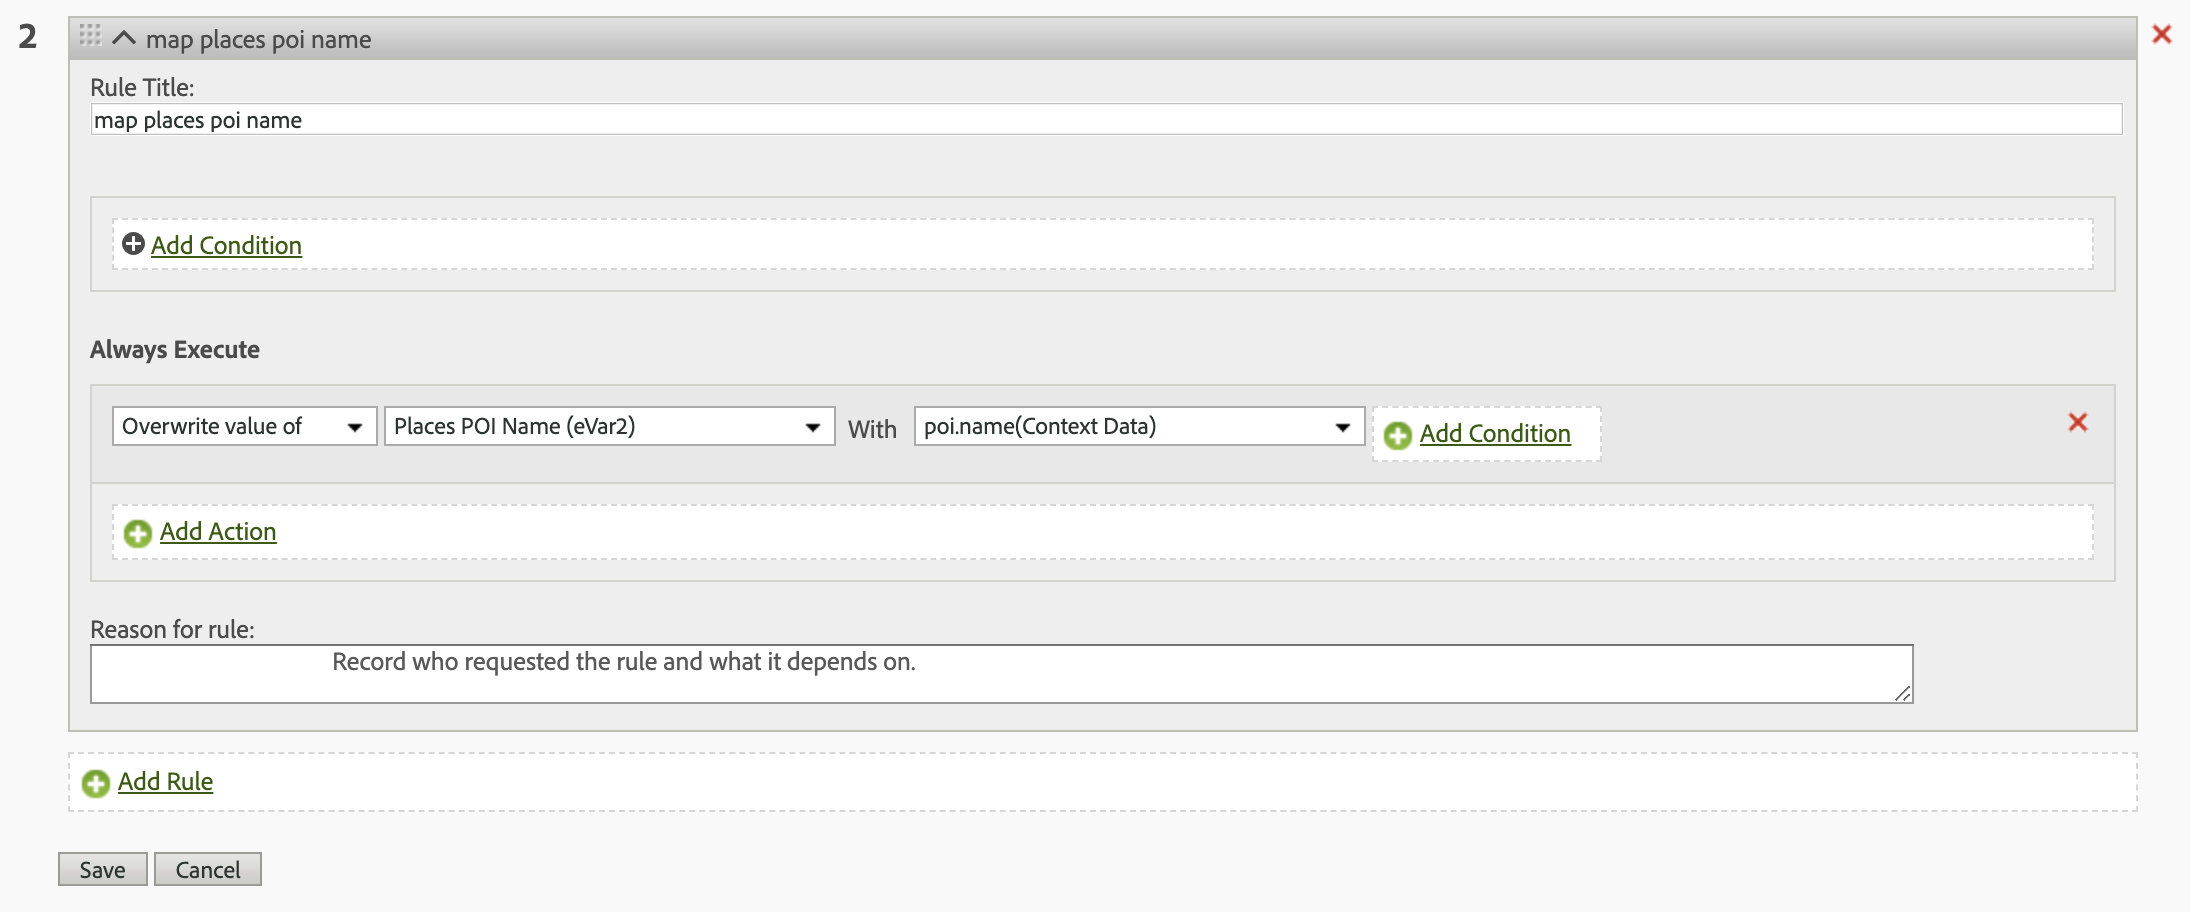 2
map places poi name
Rule Title:
map places poi name
Add Condition
Always Execute
Overwrite value of Places POI Name (eVar2) With poi.name(Context Data) Add Condition
Add Action
Reason for rule:
Record who requested the rule and what it depends on.
Add Rule
Save Cancel